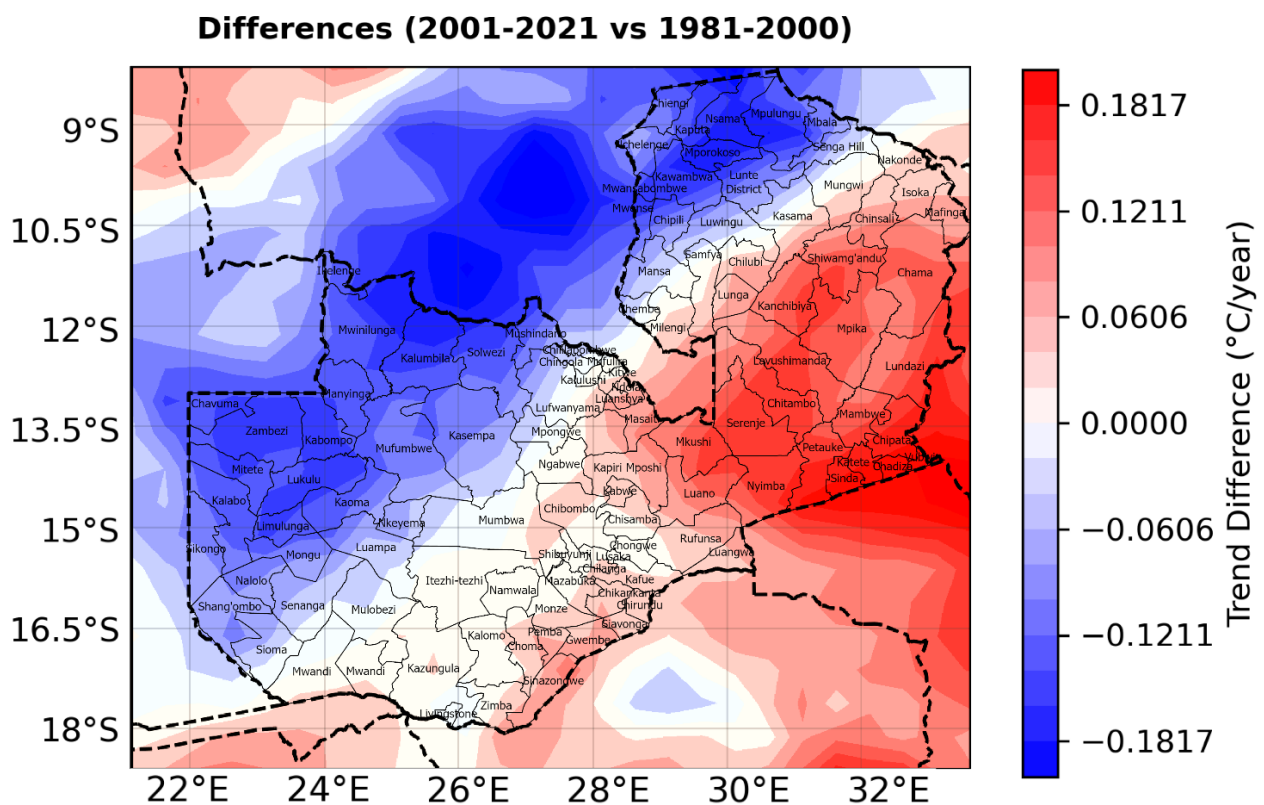 Differences (2001-2021 vs 1981-2000)
9°S
10.5°S
12°S
13.5°S
15°S
16.5°S
18°S
22°E
24°E
26°E
28°E
30°E
32°E
0.1817
0.1211
0.0606
0.0000
−0.0606
−0.1211
−0.1817
Trend Difference (°C/year)
Mpulungu
Nsama
Mbala
Kaputa
Senga Hill
Mporokoso
Nakonde
Kawambwa
Lunte
District
Mungwi
Mwansabombwe
Isoka
Mwense
Mafinga
Chipili
Luwingu
Kasama
Chinsali
Samfya
Chilubi
Shiwamg'andu
Mansa
Chama
Lunga
Kanchibiya
Milengi
Mpika
Mwinilunga
Mushindano
Kalumbila
Solwezi
Chingola
Mufulira
Kitwe
Kalulushi
Ndola
Luanshya
Lavushimanda
Lundazi
Manyinga
Chavuma
Lufwanyama
Masaiti
Chitambo
Mambwe
Zambezi
Kabompo
Kasempa
Mpongwe
Serenje
Mufumbwe
Mkushi
Petauke
Chipata
Mitete
Ngabwe
Kapiri Mposhi
Katete
Chadiza
Lukulu
Sinda
Nyimba
Kalabo
Kaoma
Kabwe
Luano
Chibombo
Limulunga
Nkeyema
Mumbwa
Chisamba
Rufunsa
Sikongo
Mongu
Luampa
Shibuyunji
Chongwe
Lusaka
Luangwa
Chilanga
Nalolo
Itezhi-tezhi
Namwala
Mazabuka
Kafue
Chikankanta
Chirundu
Shang'ombo
Senanga
Mulobezi
Monze
Siavonga
Pemba
Kalomo
Gwembe
Choma
Sioma
Mwandi
Mwandi
Kazungula
Sinazongwe
Zimba
Livingstone